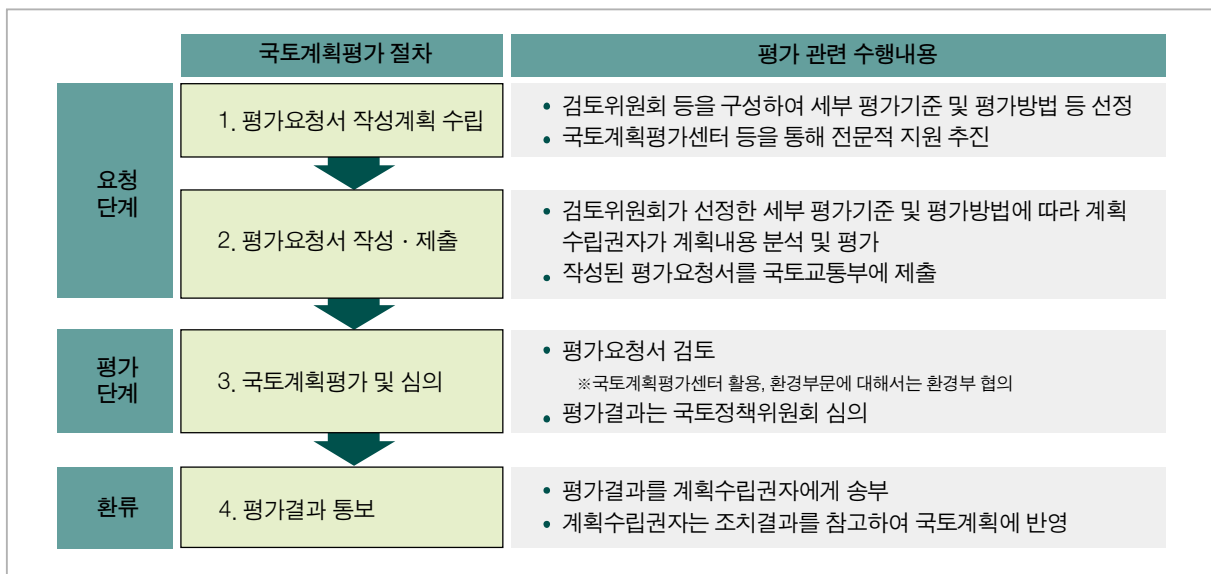 국토계획평가 절차
평가 관련 수행내용
요청
단계
1. 평가요청서 작성계획 수립
• 검토위원회 등을 구성하여 세부 평가기준 및 평가방법 등 선정
• 국토계획평가센터 등을 통해 전문적 지원 추진
2. 평가요청서 작성 · 제출
• 검토위원회가 선정한 세부 평가기준 및 평가방법에 따라 계획
수립권자가 계획내용 분석 및 평가
• 작성된 평가요청서를 국토교통부에 제출
평가
단계
3. 국토계획평가 및 심의
• 평가요청서 검토
※국토계획평가센터 활용, 환경부문에 대해서는 환경부 협의
• 평가결과는 국토정책위원회 심의
환류
4. 평가결과 통보
• 평가결과를 계획수립권자에게 송부
• 계획수립권자는 조치결과를 참고하여 국토계획에 반영